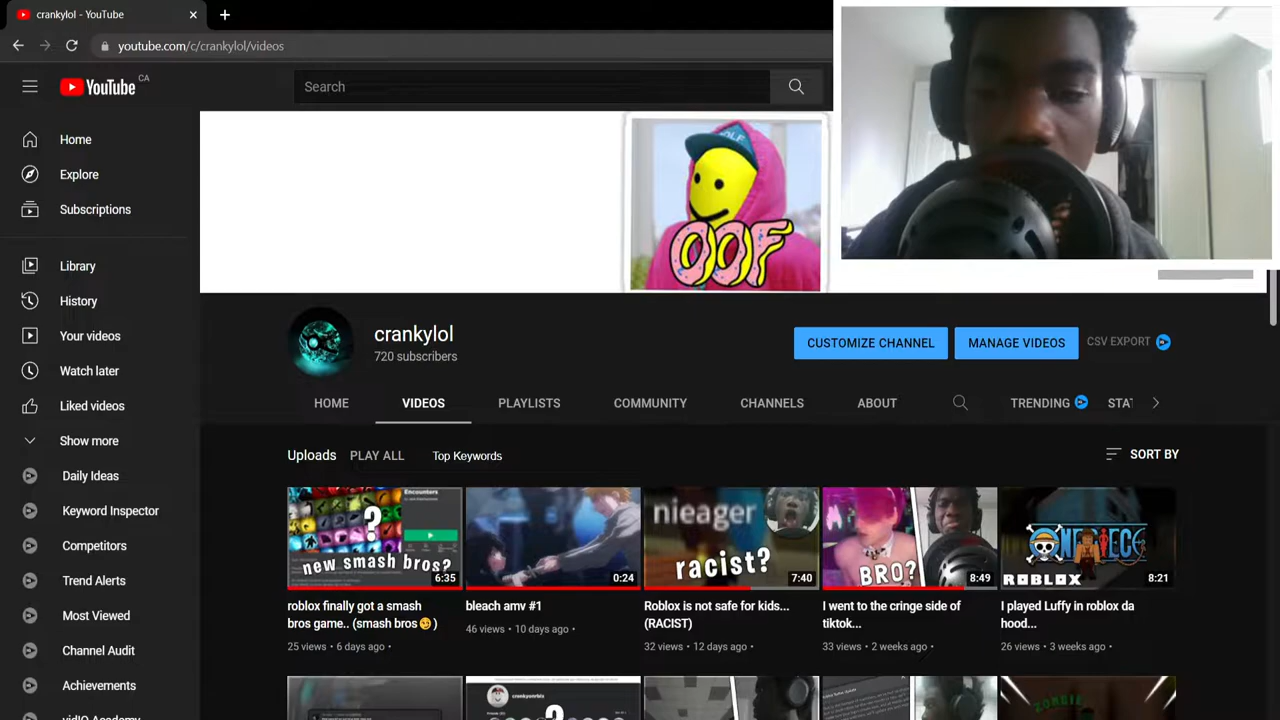 crankylol - YouTube
youtube.com/c/crankylol/videos
YouTube CA
Search
Home
Explore
Subscriptions
Library
History
Your videos
Watch later
Liked videos
Show more
Daily Ideas
Keyword Inspector
Competitors
Trend Alerts
Most Viewed
Channel Audit
Achievements
OOF
crankylol
720 subscribers
CUSTOMIZE CHANNEL
MANAGE VIDEOS
CSV EXPORT
HOME
VIDEOS
PLAYLISTS
COMMUNITY
CHANNELS
ABOUT
TRENDING
STAT
Uploads
PLAY ALL
Top Keywords
SORT BY
Encounters
?
new smash bros?
6:35
roblox finally got a smash
bros game.. (smash bros😏)
25 views • 6 days ago •
0:24
bleach amv #1
46 views • 10 days ago •
nieager
racist?
7:40
Roblox is not safe for kids...
(RACIST)
32 views • 12 days ago •
BRO?
8:49
I went to the cringe side of
tiktok...
33 views • 2 weeks ago •
ONE PIECE
ROBLOX
8:21
I played Luffy in roblox da
hood...
26 views • 3 weeks ago •
?
ZOMBIE